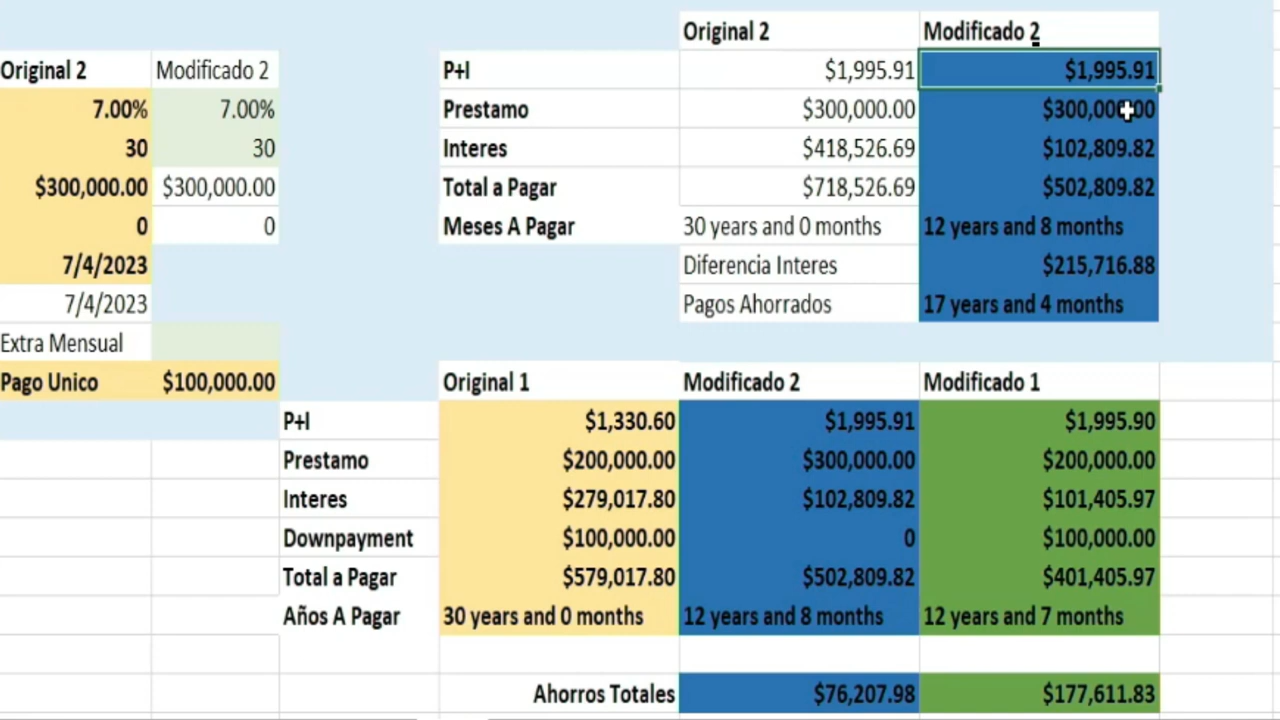 Original 2 Modificado 2
Original 2 Modificado 2 P+I $1,995.91 $1,995.91
7.00% 7.00% Prestamo $300,000.00 $300,000.00
30 30 Interes $418,526.69 $102,809.82
$300,000.00 $300,000.00 Total a Pagar $718,526.69 $502,809.82
0 0 Meses A Pagar 30 years and 0 months 12 years and 8 months
7/4/2023 Diferencia Interes $215,716.88
7/4/2023 Pagos Ahorrados 17 years and 4 months
Extra Mensual
Pago Unico $100,000.00 Original 1 Modificado 2 Modificado 1
P+I $1,330.60 $1,995.91 $1,995.90
Prestamo $200,000.00 $300,000.00 $200,000.00
Interes $279,017.80 $102,809.82 $101,405.97
Downpayment $100,000.00 0 $100,000.00
Total a Pagar $579,017.80 $502,809.82 $401,405.97
Años A Pagar 30 years and 0 months 12 years and 8 months 12 years and 7 months
Ahorros Totales $76,207.98 $177,611.83